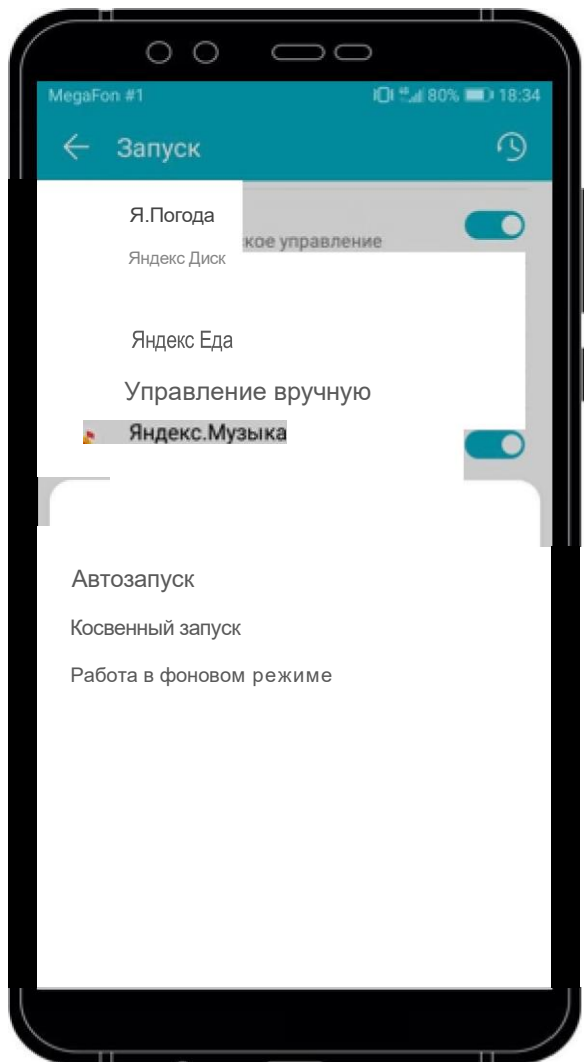 MegaFon #1 80% 18:34
Запуск
Я.Погода
кое управление
Яндекс Диск
Яндекс Еда
Управление вручную
Яндекс.Музыка
Автозапуск
Косвенный запуск
Работа в фоновом режиме